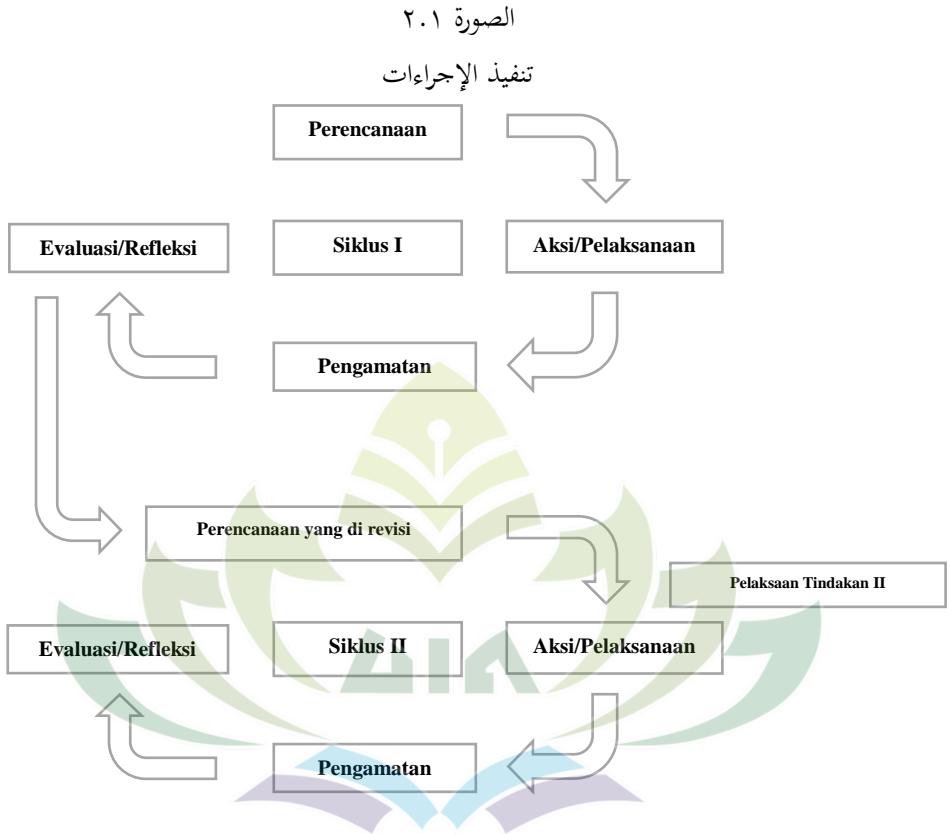 الصورة ٢.١
تنفيذ الإجراءات
Perencanaan
Evaluasi/Refleksi
Siklus I
Aksi/Pelaksanaan
Pengamatan
Perencanaan yang di revisi
Pelaksaan Tindakan II
Evaluasi/Refleksi
Siklus II
Aksi/Pelaksanaan
Pengamatan